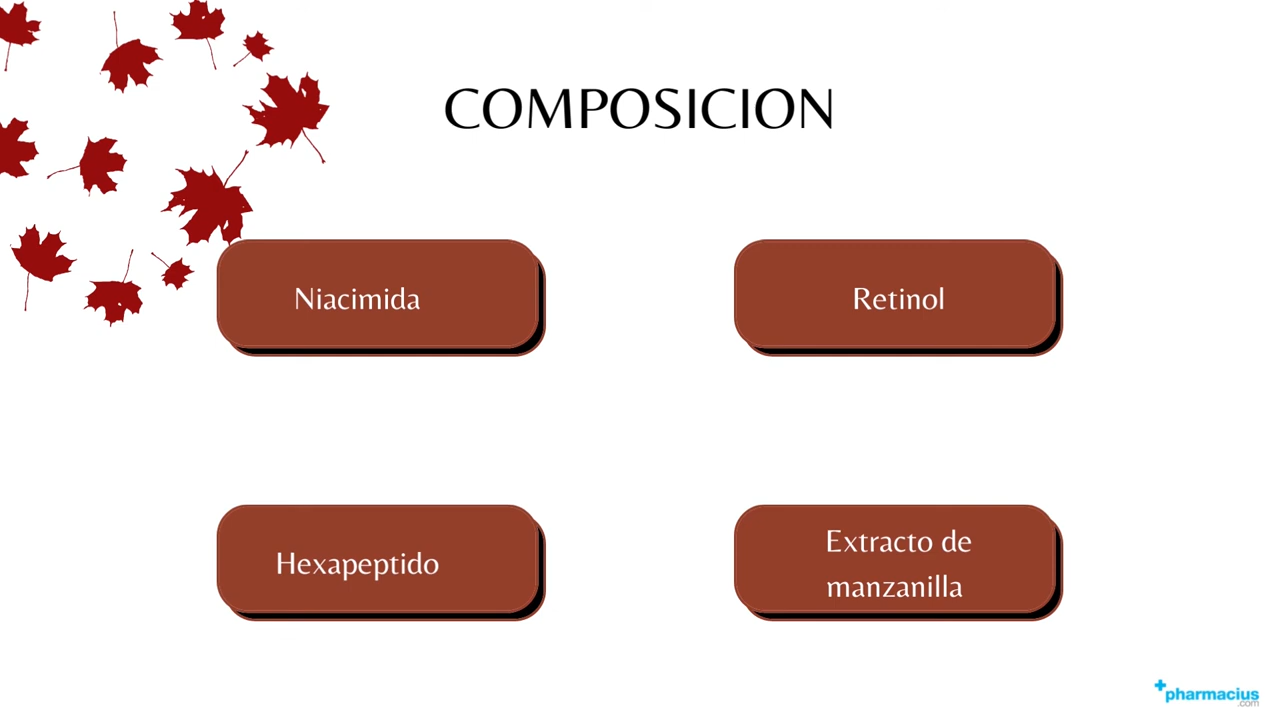 COMPOSICION
Niacimida
Retinol
Hexapeptido
Extracto de
manzanilla
pharmacius
.com